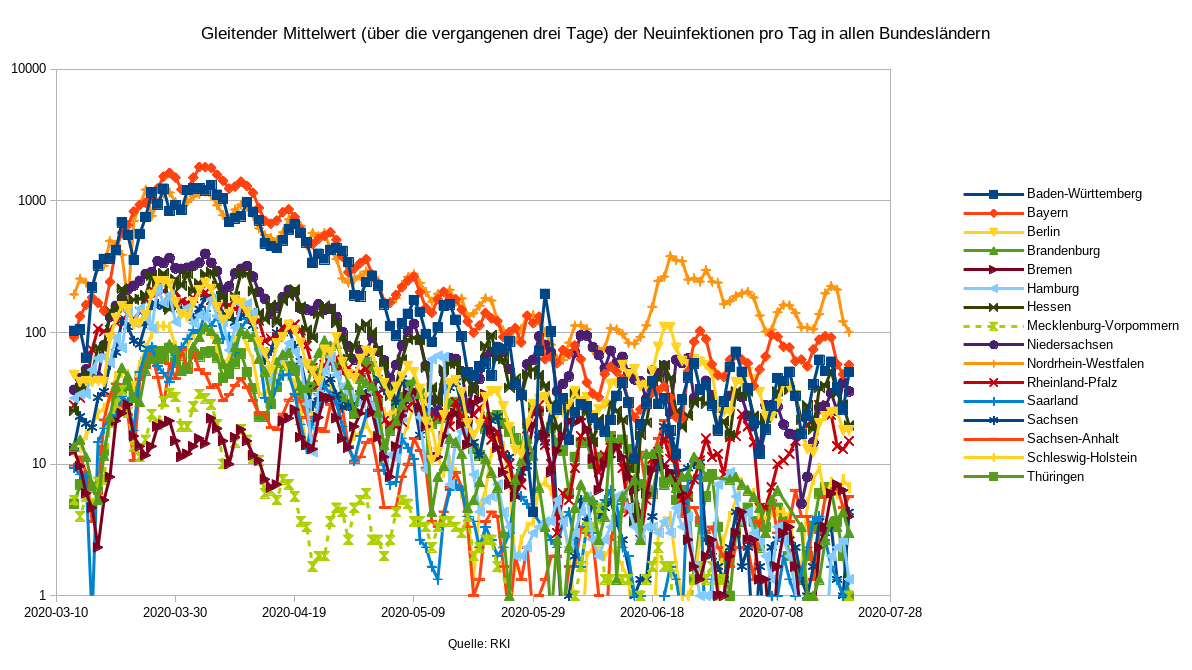 Gleitender Mittelwert (über die vergangenen drei Tage) der Neuinfektionen pro Tag in allen Bundesländern
10000
1000
100
10
1
2020-03-10 2020-03-30 2020-04-19 2020-05-09 2020-05-29 2020-06-18 2020-07-08 2020-07-28
Quelle: RKI
Baden-Württemberg
Bayern
Berlin
Brandenburg
Bremen
Hamburg
Hessen
Mecklenburg-Vorpommern
Niedersachsen
Nordrhein-Westfalen
Rheinland-Pfalz
Saarland
Sachsen
Sachsen-Anhalt
Schleswig-Holstein
Thüringen